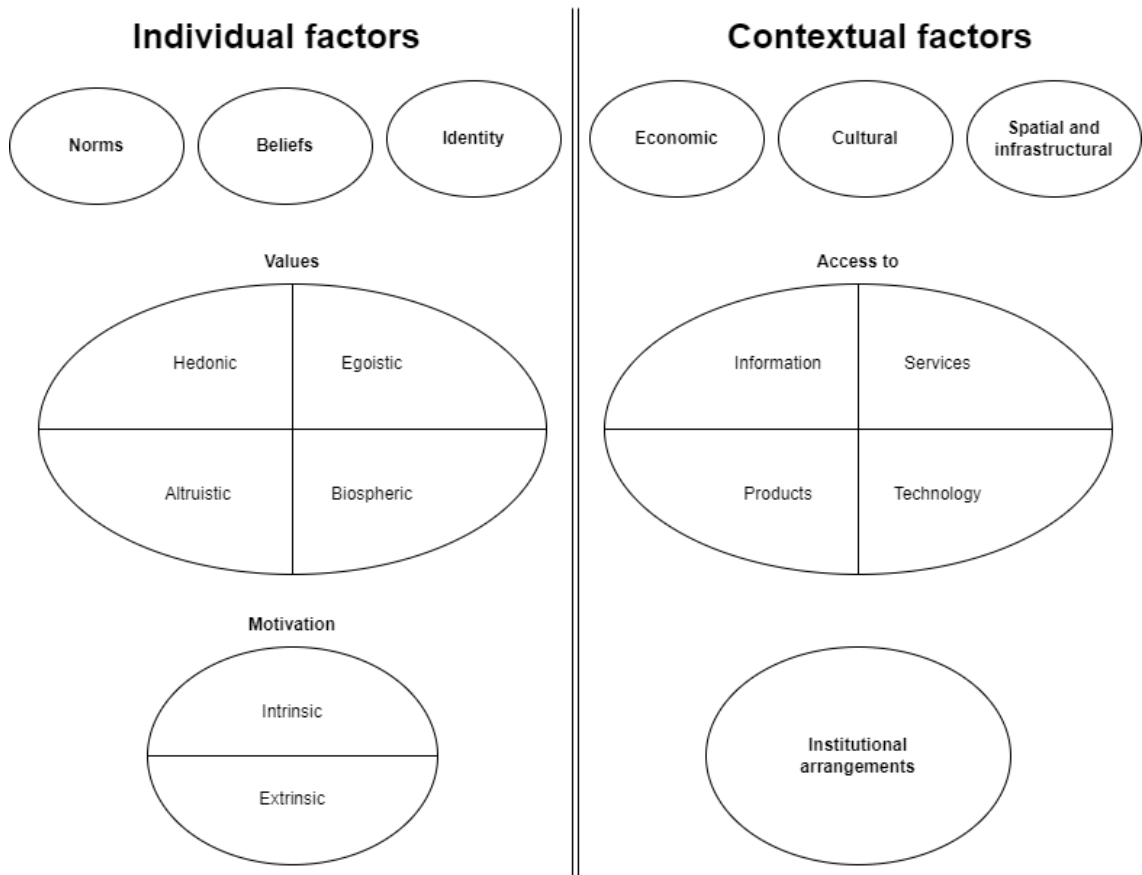 Individual factors
Norms
Beliefs
Identity
Values
Hedonic
Egoistic
Altruistic
Biospheric
Motivation
Intrinsic
Extrinsic
Contextual factors
Economic
Cultural
Spatial and
infrastructural
Access to
Information
Services
Products
Technology
Institutional
arrangements